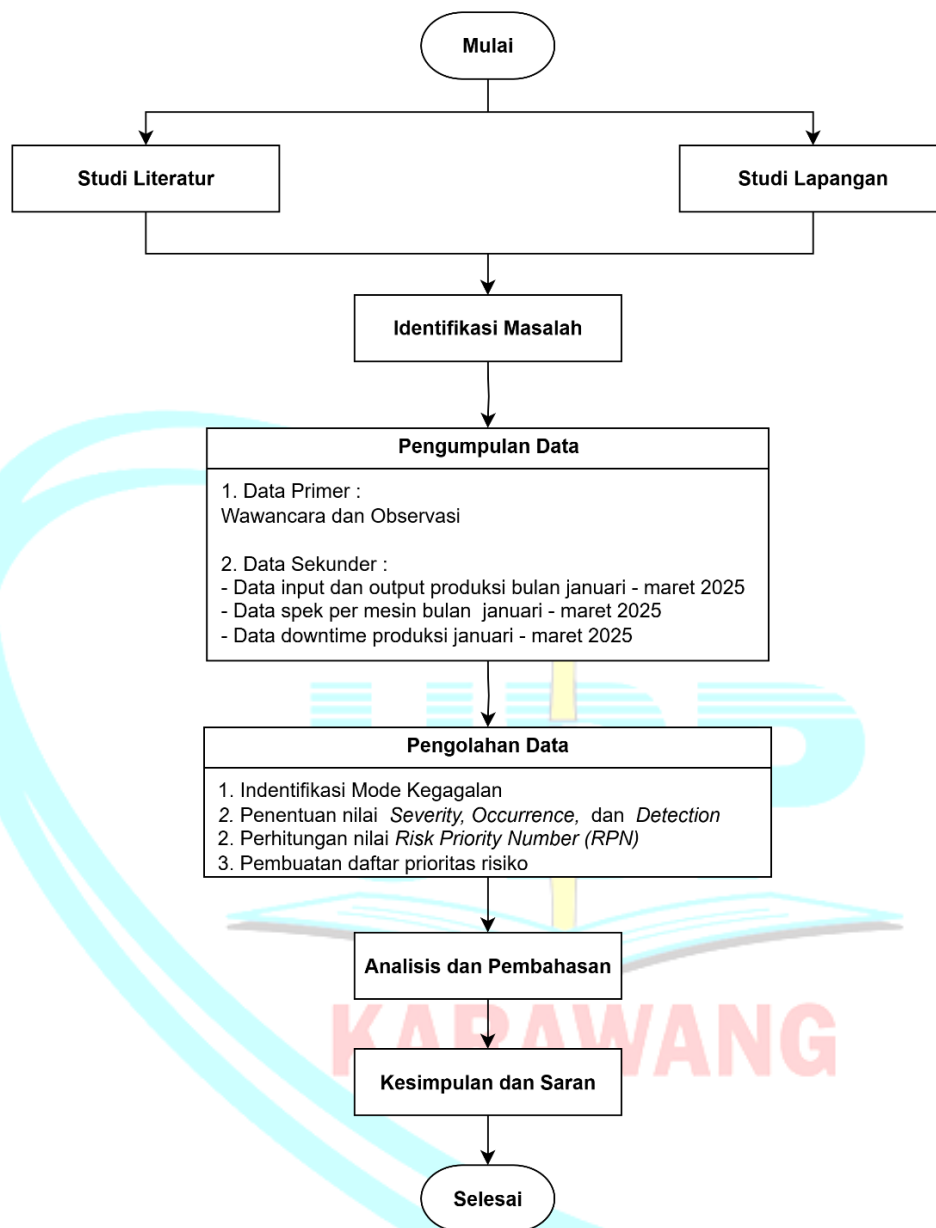 Mulai
Studi Literatur
Studi Lapangan
Identifikasi Masalah
Pengumpulan Data
1. Data Primer :
Wawancara dan Observasi
2. Data Sekunder :
- Data input dan output produksi bulan januari - maret 2025
- Data spek per mesin bulan januari - maret 2025
- Data downtime produksi januari - maret 2025
Pengolahan Data
1. Indentifikasi Mode Kegagalan
2. Penentuan nilai Severity, Occurrence, dan Detection
2. Perhitungan nilai Risk Priority Number (RPN)
3. Pembuatan daftar prioritas risiko
Analisis dan Pembahasan
KARAWANG
Kesimpulan dan Saran
Selesai